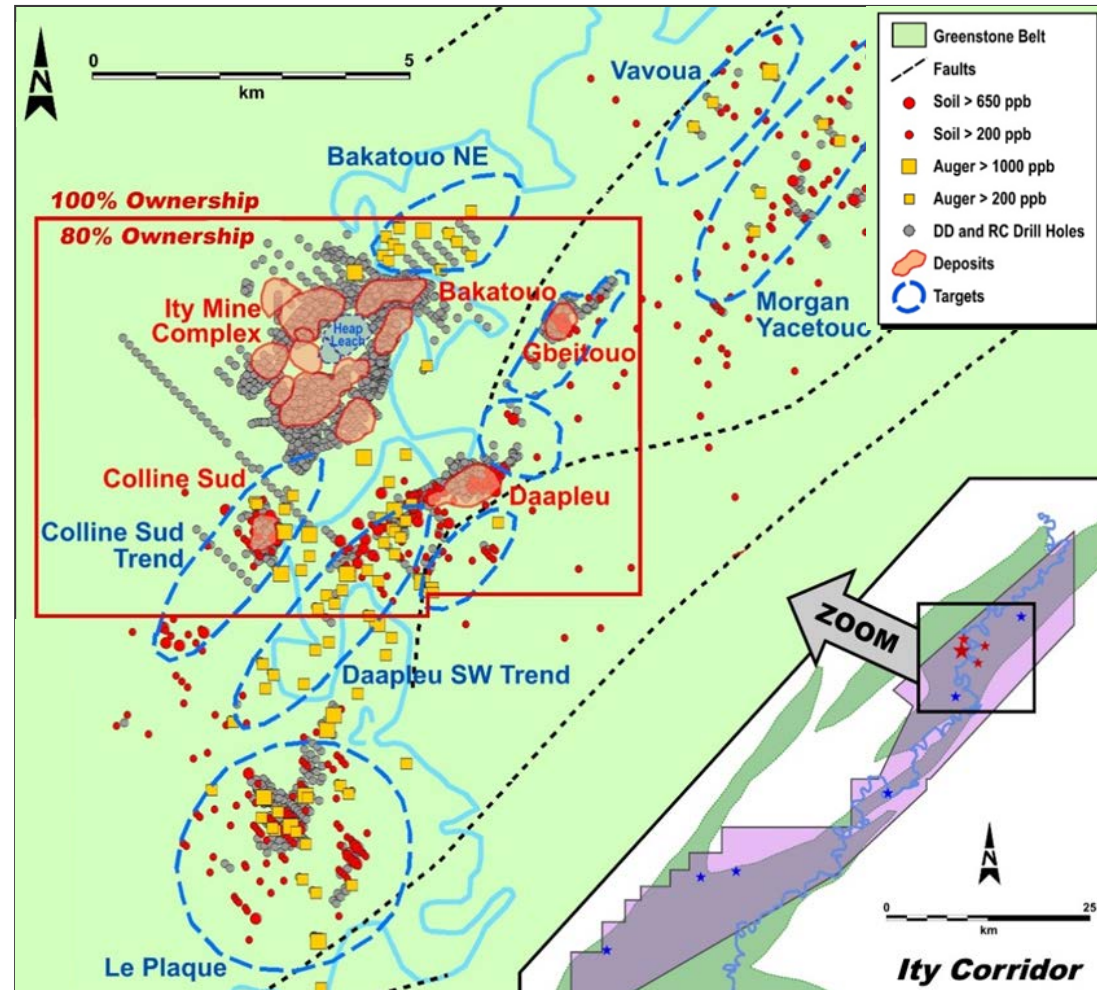 N
0
5
km
Vavoua
Bakatouo NE
100% Ownership
80% Ownership
Ity Mine
Complex
Heap
Leach
Bakatouo
Gbeitouo
Morgan
Yacetouo
Colline Sud
Colline Sud
Trend
Daapleu
Daapleu SW Trend
Le Plaque
Greenstone Belt
Faults
Soil > 650 ppb
Soil > 200 ppb
Auger > 1000 ppb
Auger > 200 ppb
DD and RC Drill Holes
Deposits
Targets
ZOOM
N
0
25
km
Ity Corridor